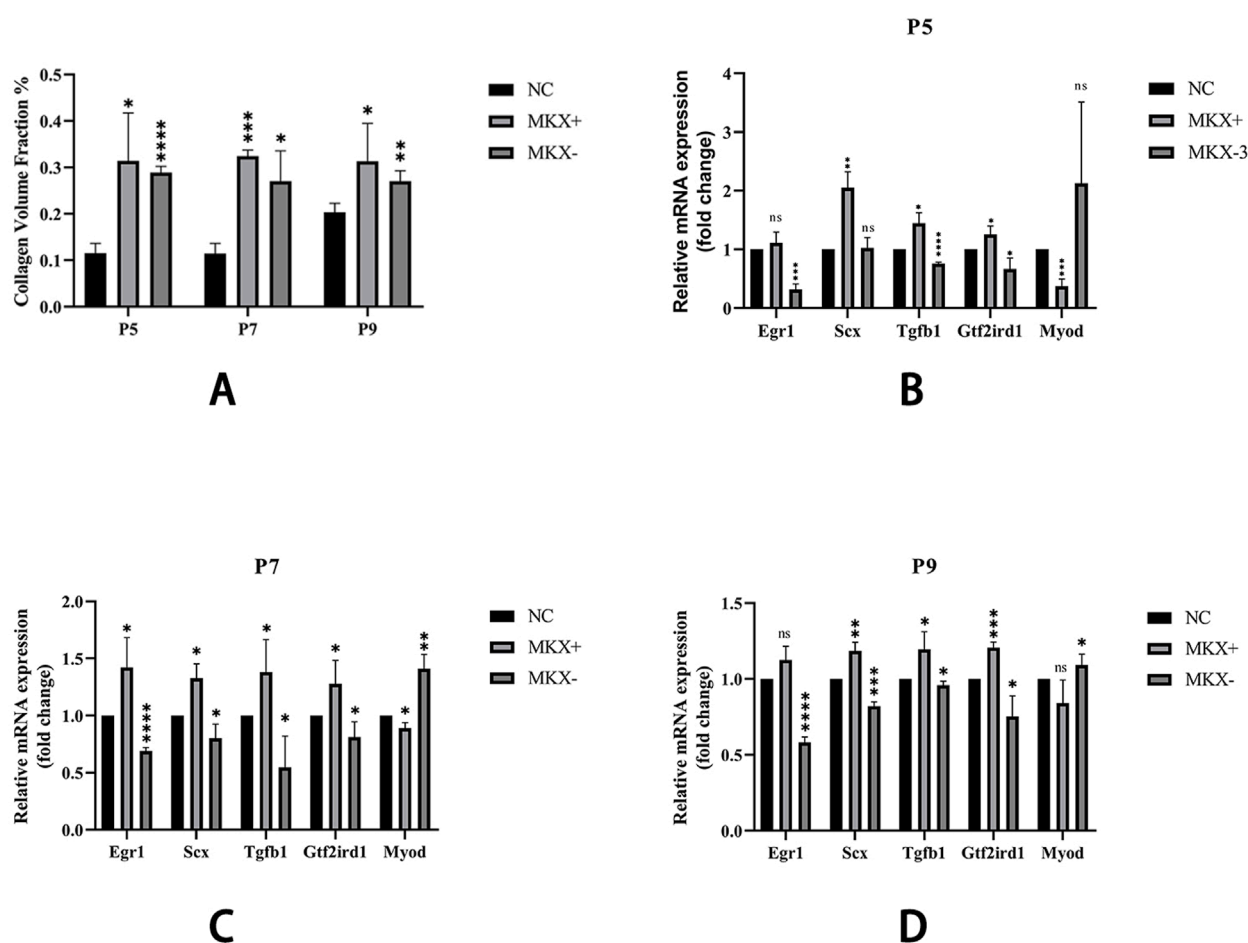 P5
0.5
0.4
0.3
0.2
0.1
0.0
Collagen Volume Fraction %
*
****
***
*
*
**
P5 P7 P9
NC
MKX+
MKX-
A
4
3
2
1
0
Relative mRNA expression
(fold change)
ns
***
**
ns
*
****
*
*
***
ns
Egr1 Scx Tgfb1 Gtf2ird1 Myod
NC
MKX+
MKX-3
B
P7
2.0
1.5
1.0
0.5
0.0
Relative mRNA expression
(fold change)
*
****
*
*
*
*
*
*
*
**
Egr1 Scx Tgfb1 Gtf2ird1 Myod
NC
MKX+
MKX-
C
P9
1.5
1.0
0.5
0.0
Relative mRNA expression
(fold change)
ns
****
**
***
*
*
***
*
ns
*
Egr1 Scx Tgfb1 Gtf2ird1 Myod
NC
MKX+
MKX-
D